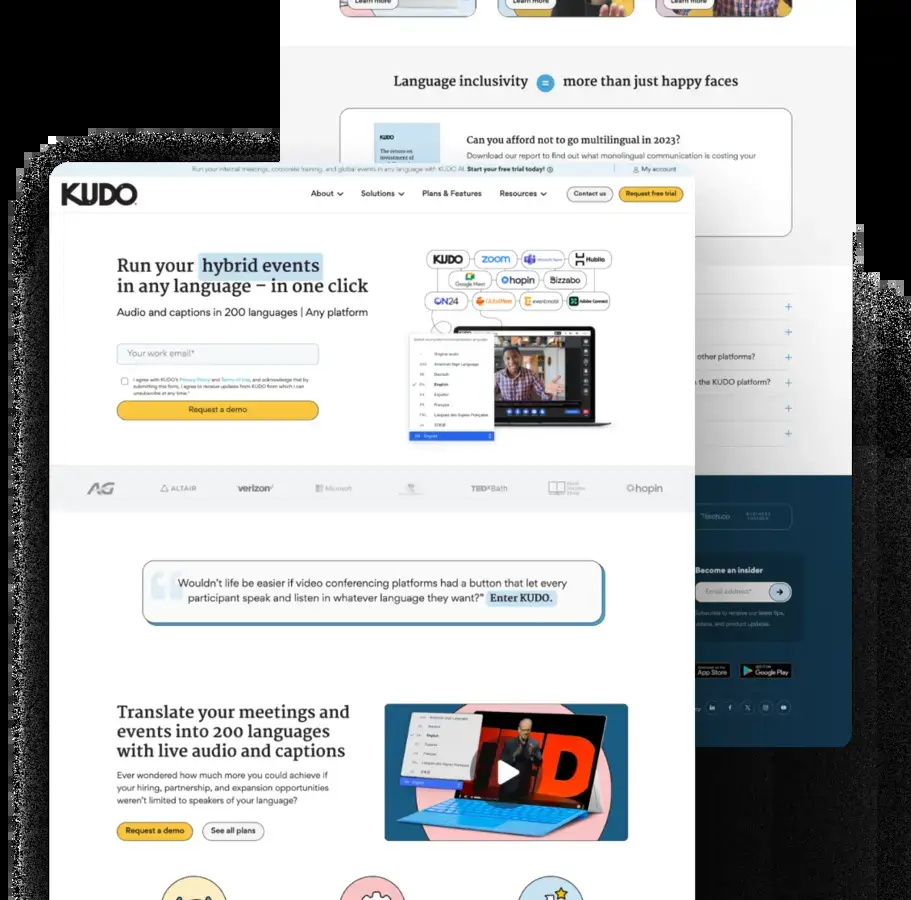 Learn more
Learn more
Learn more
Language inclusivity = more than just happy faces
KUDO
The return on
investment of
Can you afford not to go multilingual in 2023?
Download our report to find out what monolingual communication is costing your
Run your internal meetings, corporate training, and global events in any language with KUDO AI. Start your free trial today!
My account
KUDO
About
Solutions
Plans & Features
Resources
Contact us
Request free trial
Run your hybrid events
in any language – in one click
Audio and captions in 200 languages | Any platform
Your work email*
I agree with KUDO's Privacy Policy and Terms of Use, and acknowledge that by
submitting this form, I agree to receive updates from KUDO from which I can
unsubscribe at any time.*
Request a demo
KUDO
zoom
Hubilo
Google Meet
hopin
Bizzabo
ON24
GlobalMeet
eventmobi
Adobe Connect
Original audio
American Sign Language
Deutsch
English
Español
Français
Langues des Signes Française
日本語
English
other platforms?
the KUDO platform?
AG
ALTAIR
verizon
Microsoft
TEDxBath
hopin
Wouldn't life be easier if video conferencing platforms had a button that let every
participant speak and listen in whatever language they want?" Enter KUDO.
Become an insider
Email address*
Subscribe to receive our latest tips,
videos, and product updates.
App Store
GET IT ON
Google Play
Translate your meetings and
events into 200 languages
with live audio and captions
Ever wondered how much more you could achieve if
your hiring, partnership, and expansion opportunities
weren't limited to speakers of your language?
Request a demo
See all plans
English